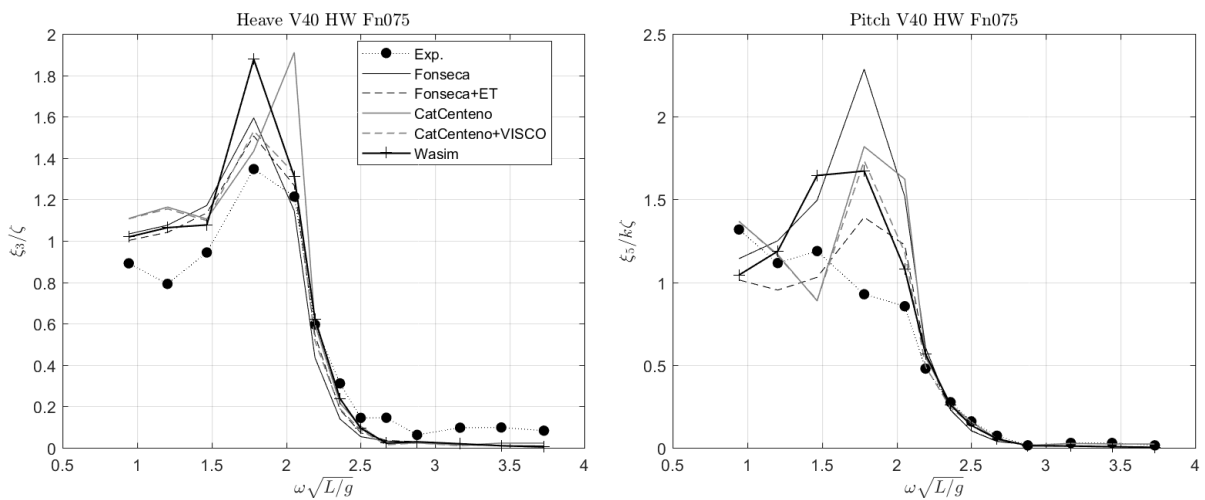 Heave V40 HW Fn075
2
1.8
1.6
1.4
1.2
1
0.8
0.6
0.4
0.2
0
ξ₃/ζ
Exp.
Fonseca
Fonseca+ET
CatCenteno
CatCenteno+VISCO
Wasim
0.5 1 1.5 2 2.5 3 3.5 4
ω√L/g
Pitch V40 HW Fn075
2.5
2
1.5
1
0.5
0
ξ₅/kζ
0.5 1 1.5 2 2.5 3 3.5 4
ω√L/g